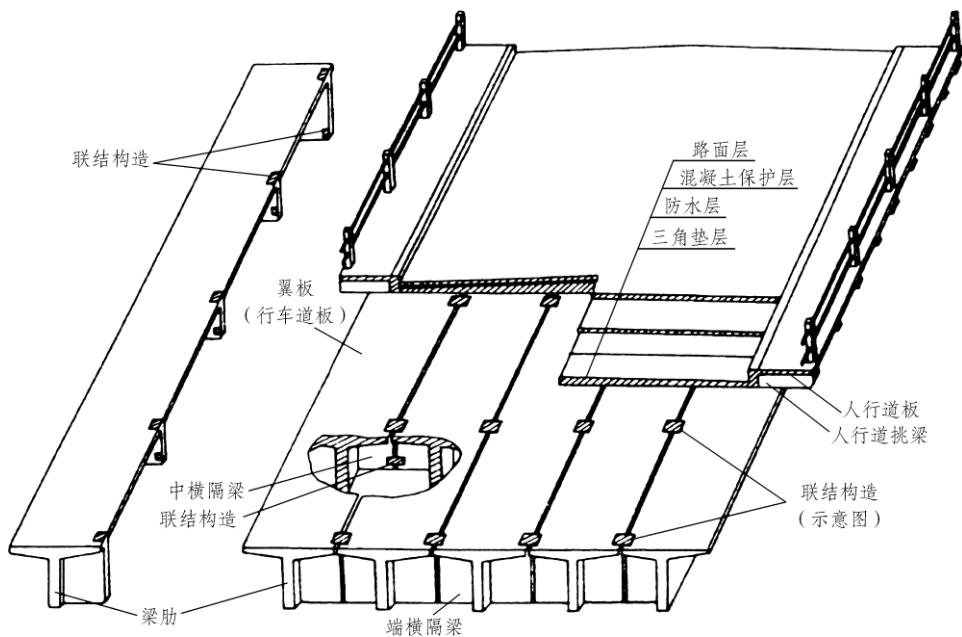 联结构造
路面层
混凝土保护层
防水层
三角垫层
翼板
(行车道板)
人行道板
人行道挑梁
中横隔梁
联结构造
联结构造
(示意图)
梁肋
端横隔梁